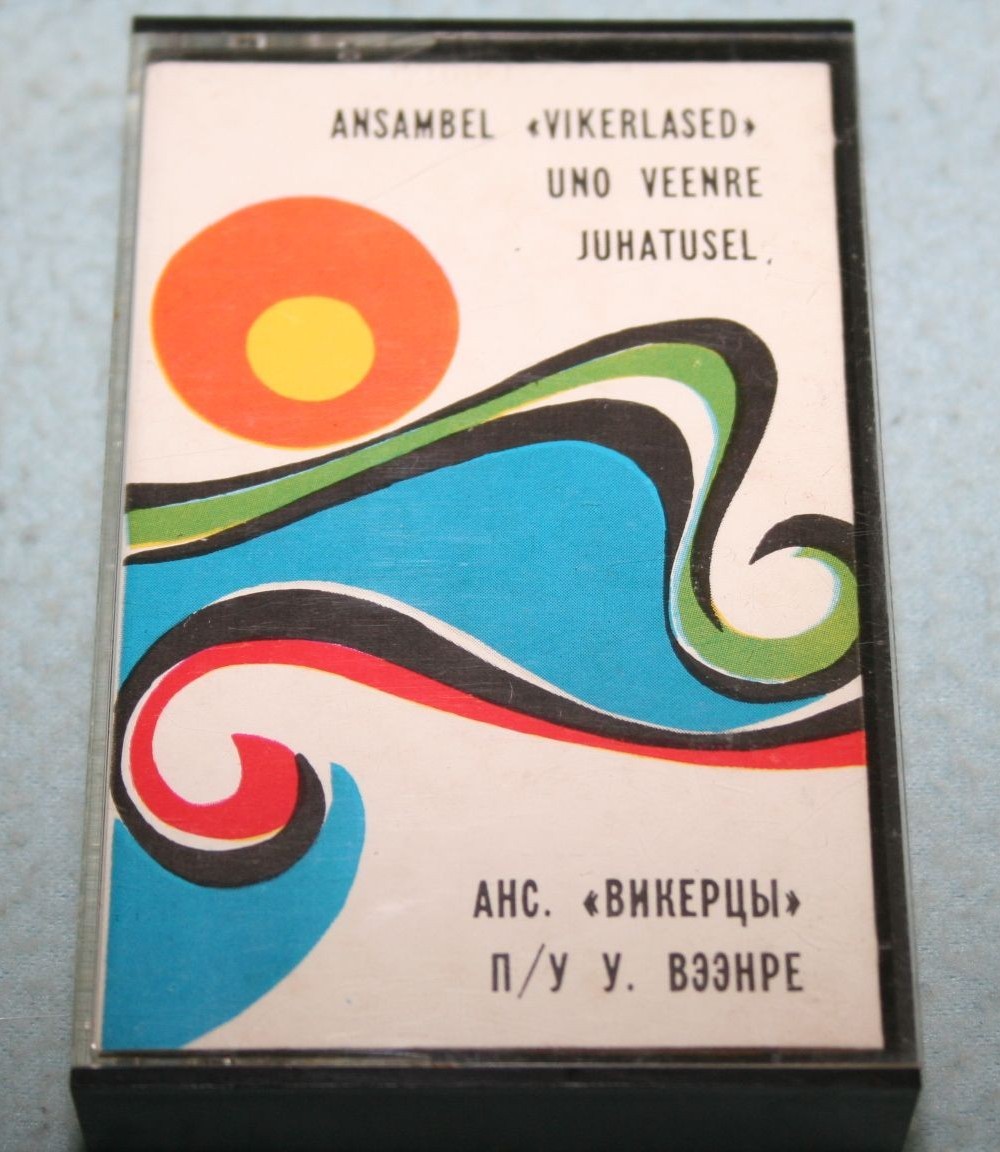 ANSAMBEL «VIKERLASED»
UNO VEENRE
JUHATUSEL,
АНС. «ВИКЕРЦЫ»
П/У У. ВЭЭНРЕ